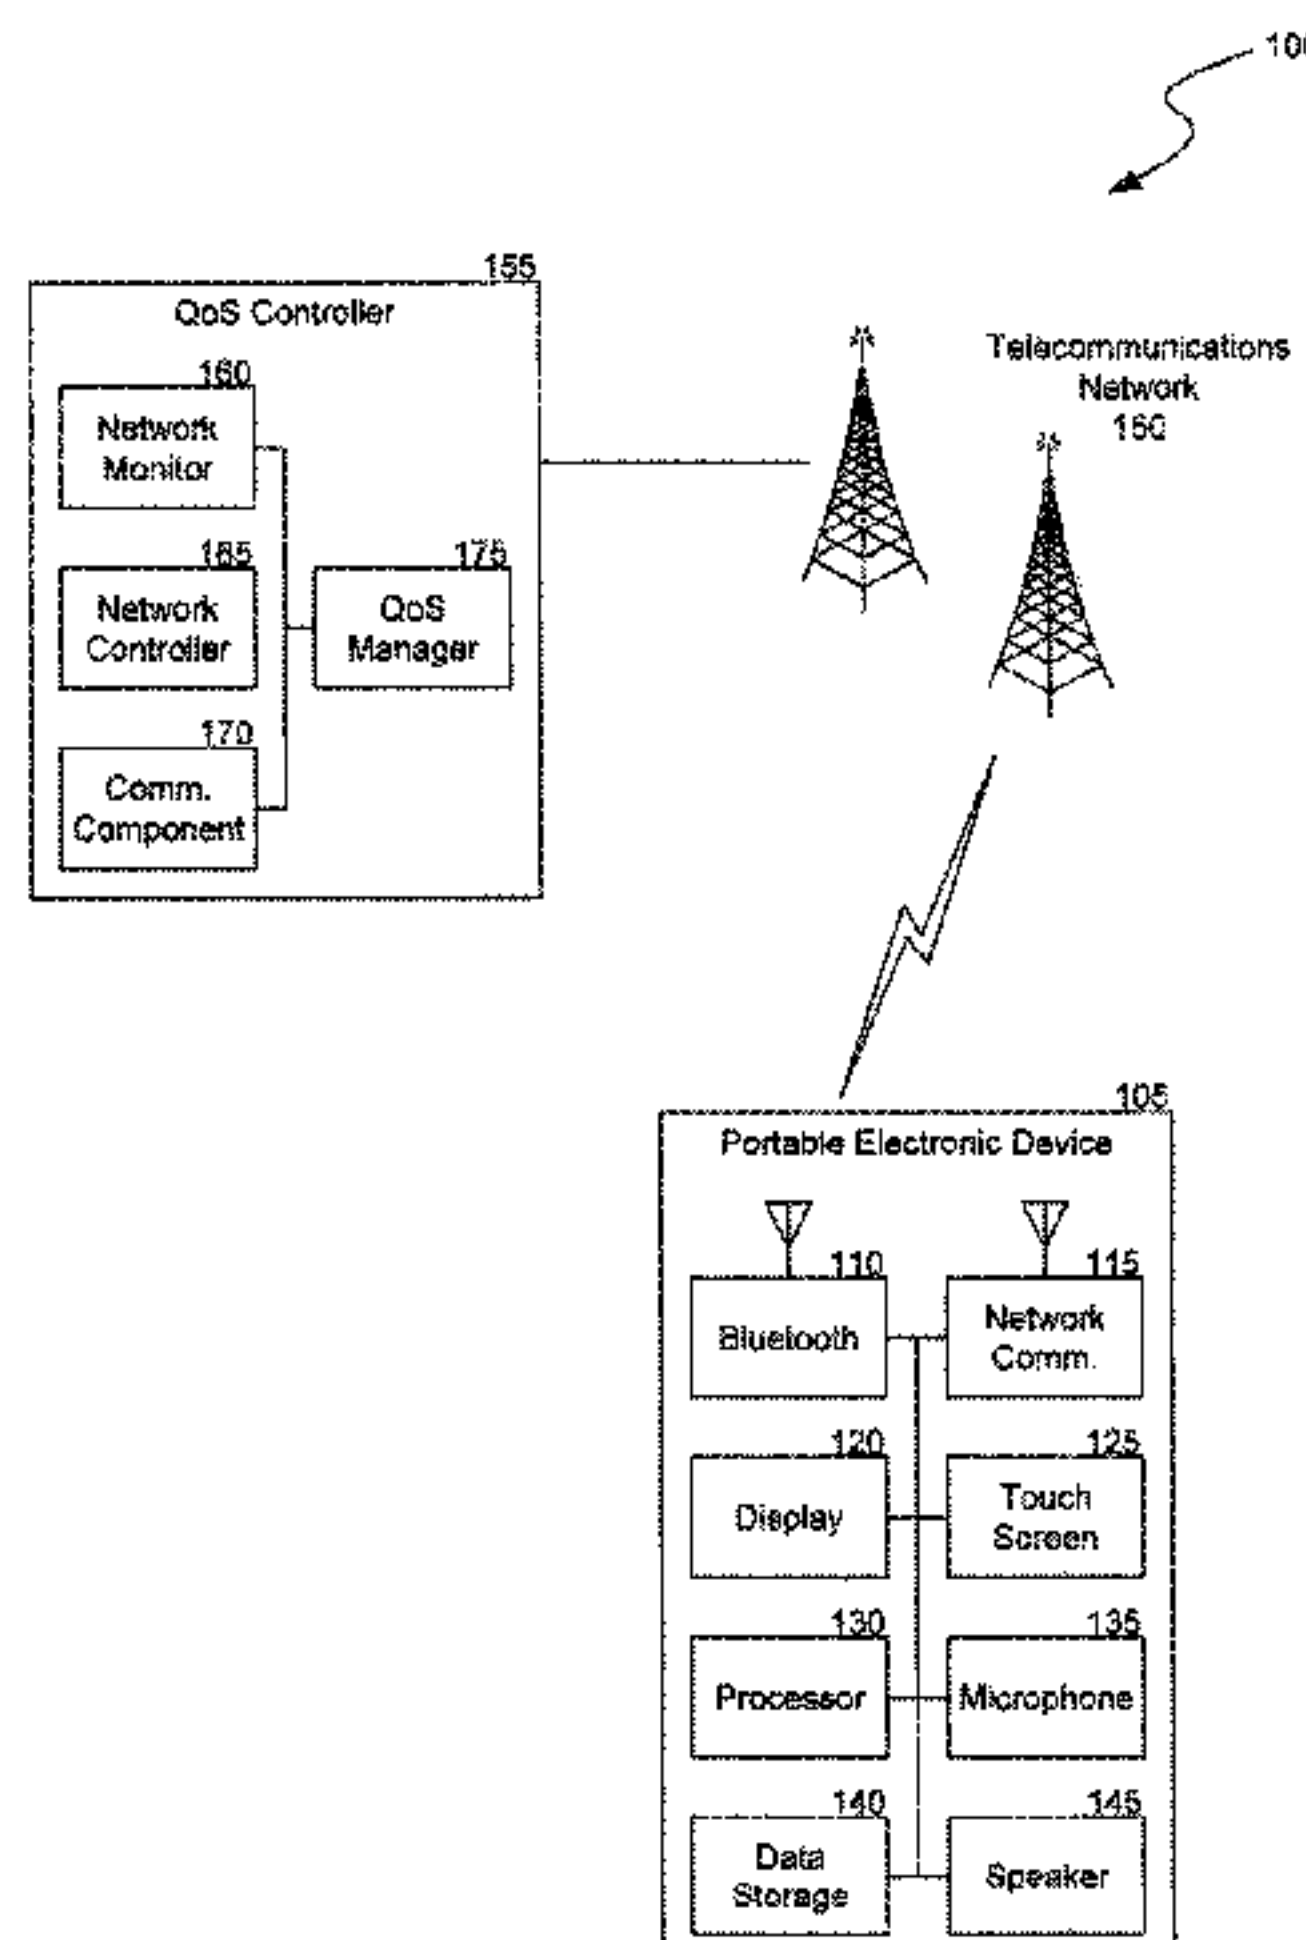 155
QoS Controller
160
Network
Monitor
165
Network
Controller
175
QoS
Manager
170
Comm.
Component
Telecommunications
Network
105
Portable Electronic Device
110
Bluetooth
115
Network
Comm.
120
Display
125
Touch
Screen
130
Processor
135
Microphone
140
Data
Storage
145
Speaker